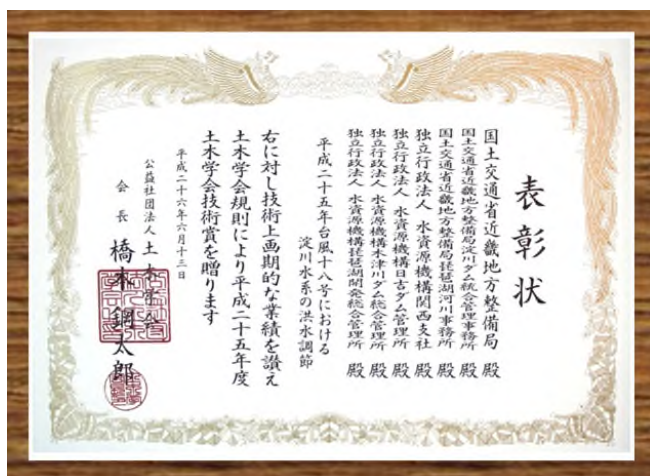 表彰状
国土交通省近畿地方整備局 殿
国土交通省近畿地方整備局淀川ダム統合管理事務所 殿
国土交通省近畿地方整備局琵琶湖河川事務所 殿
独立行政法人 水資源機構関西支社 殿
独立行政法人 水資源機構日吉ダム管理所 殿
独立行政法人 水資源機構木津川ダム総合管理所 殿
独立行政法人 水資源機構琵琶湖開発総合管理所 殿
平成二十五年台風十八号における
淀川水系の洪水調節
右に対し技術上画期的な業績を讃え
土木学会規則により平成二十五年度
土木学会技術賞を贈ります
平成二十六年六月十三日
公益社団法人 土木学会
会長 橋本鋼太郎